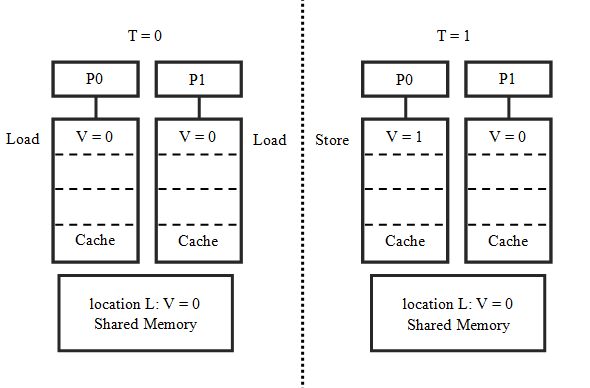 T = 0
T = 1
P0
P1
P0
P1
Load
V = 0
V = 0
Load
Store
V = 1
V = 0
Cache
Cache
Cache
Cache
location L: V = 0
Shared Memory
location L: V = 0
Shared Memory